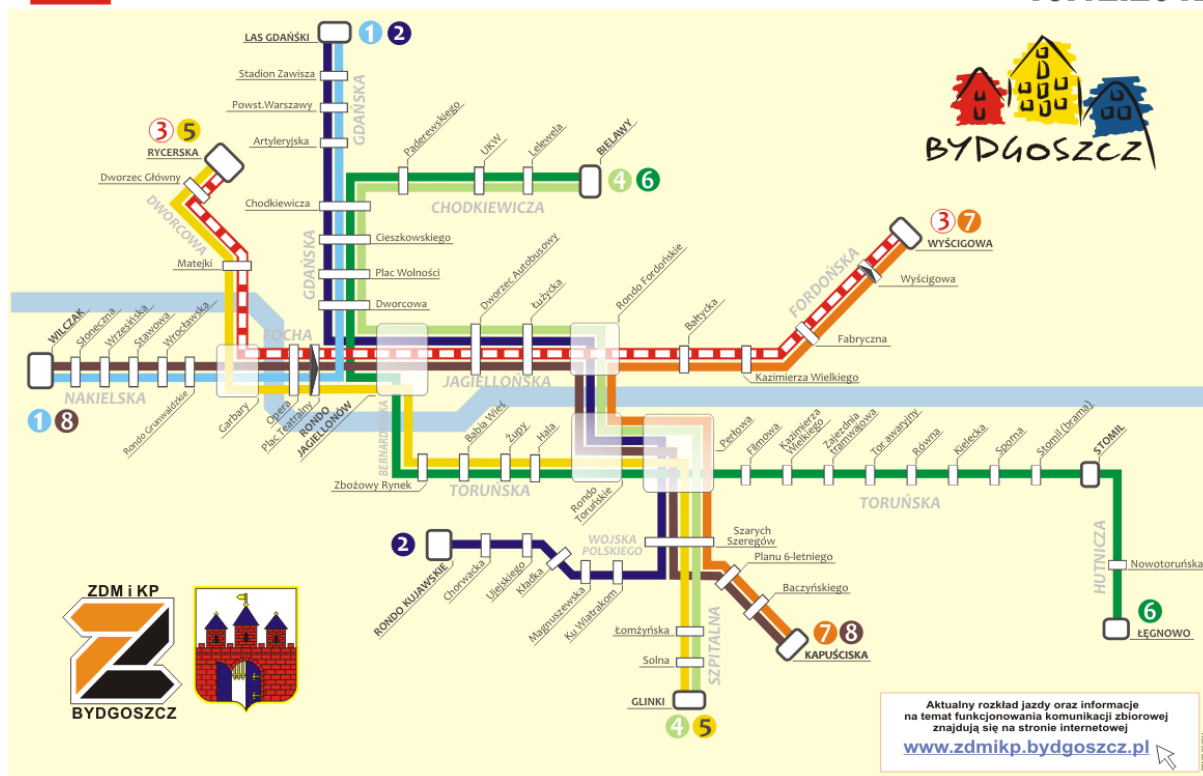 LAS GDAŃŚKI
1 2
Stadion Zawisza
Powst.Warszawy
Artyleryjska
GDAŃSKA
3 5
RYCERSKA
Dworzec Główny
DWORCOWA
Matejki
Paderewskiego
UKW
Lelewela
BIELAWY
4 6
CHODKIEWICZA
Chodkiewicza
Cieszkowskiego
GDAŃSKA
Plac Wolności
Dworcowa
Dworzec Autobusowy
Łużycka
Rondo Fordońskie
BYDGOSZCZ
3 7
WYŚCIGOWA
FORDOŃSKA
Wyścigowa
Bałtycka
Fabryczna
Kazimierza Wielkiego
WILCZAK
Słoneczna
Wrzesińska
Stawowa
Wrocławska
FOCHA
NAKIELSKA
JAGIELLOŃSKA
1 8
Rondo Grunwaldzkie
Garbary
Opera
Plac Teatralny
RONDO
JAGIELLONÓW
BERNARDYŃSKA
Babia Wieś
Żupy
Hala
Zbożowy Rynek
TORUŃSKA
Rondo
Toruńskie
Perłowa
Filmowa
Kazimierza
Wielkiego
Zajezdnia
tramwajowa
Tor awaryjny
Równa
Kielecka
Sporna
Stomil (brama)
STOMIL
TORUŃSKA
HUTNICZA
Nowotoruńska
6
ŁĘGNOWO
2
RONDO KUJAWSKIE
Chorwacka
Ujejskiego
Kładka
Magnuszewska
Ku Wiatrakom
WOJSKA
POLSKIEGO
Szarych
Szeregów
Planu 6-letniego
Baczyńskiego
7 8
KAPUŚCISKA
Łomżyńska
Solna
SZPITALNA
GLINKI
4 5
ZDM i KP
BYDGOSZCZ
Aktualny rozkład jazdy oraz informacje
na temat funkcjonowania komunikacji zbiorowej
znajdują się na stronie internetowej
www.zdmikp.bydgoszcz.pl